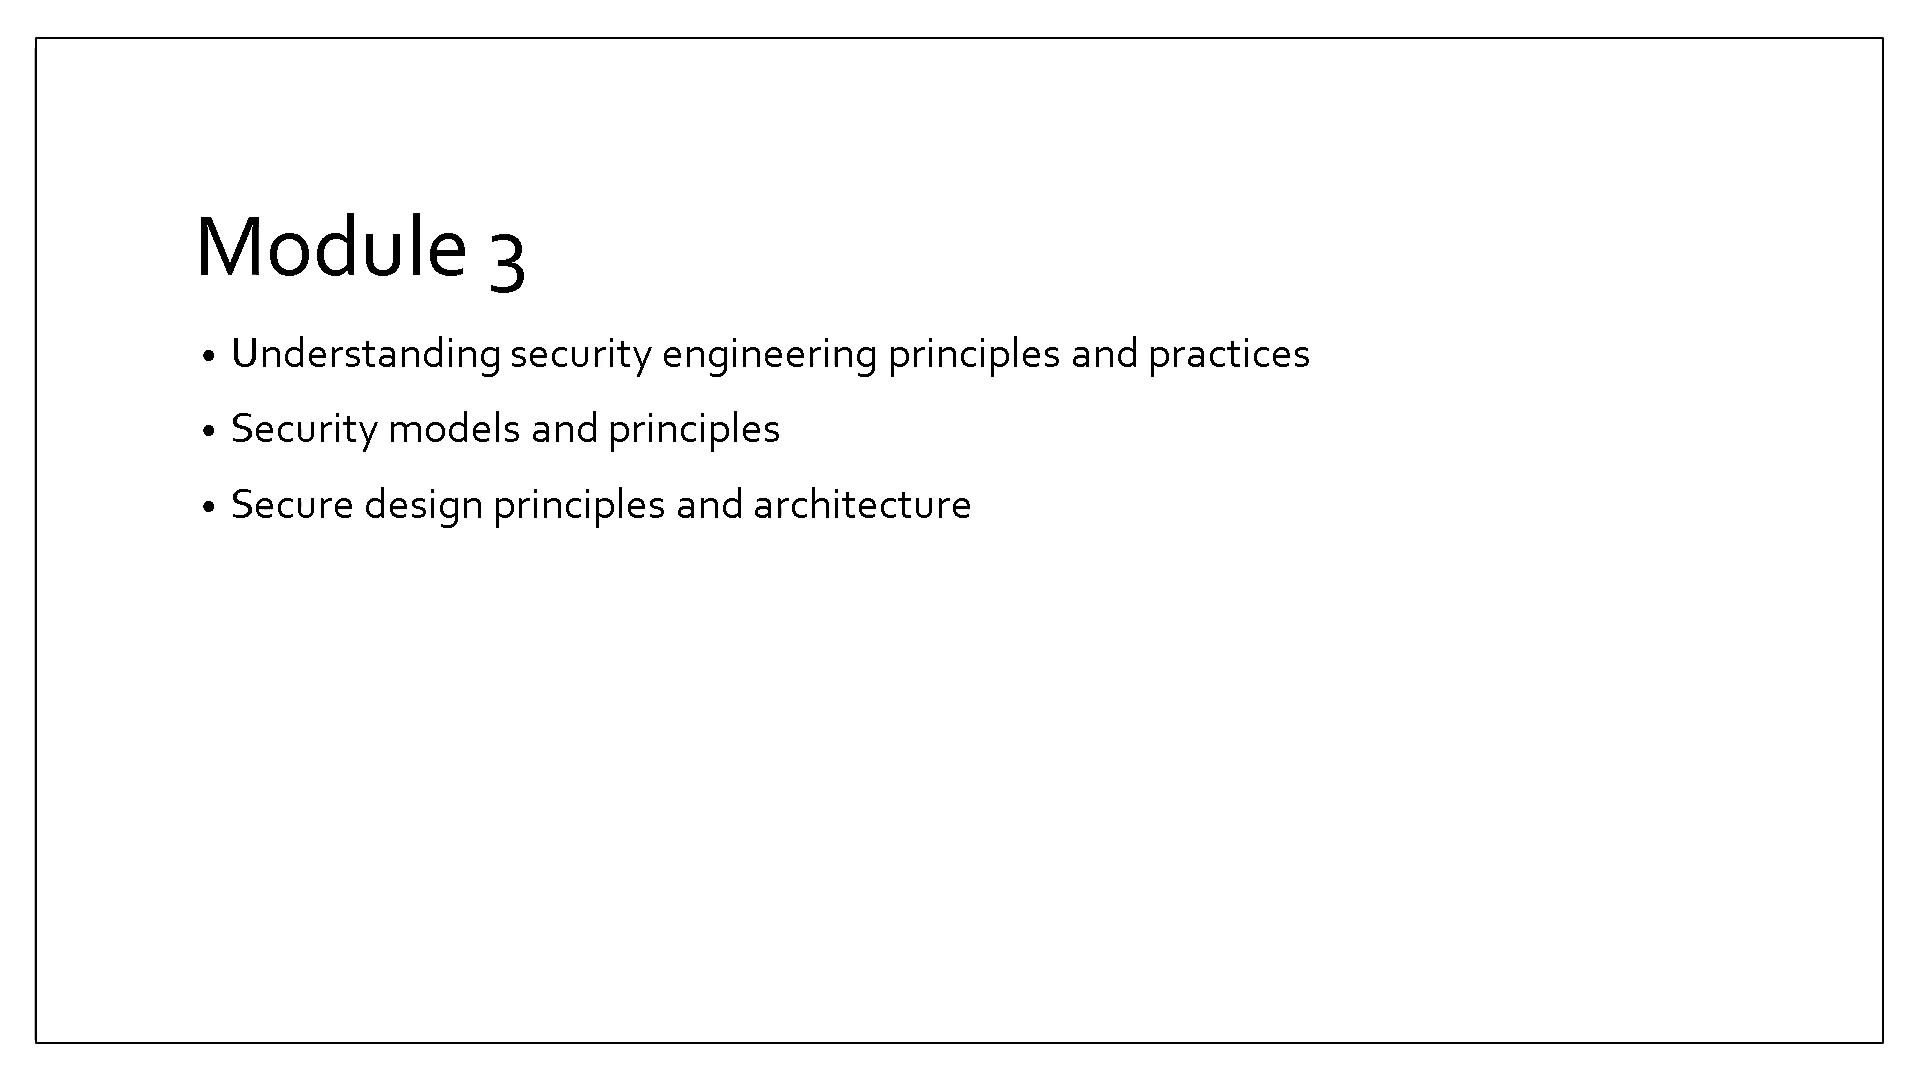 Module 3
• Understanding security engineering principles and practices
• Security models and principles
• Secure design principles and architecture